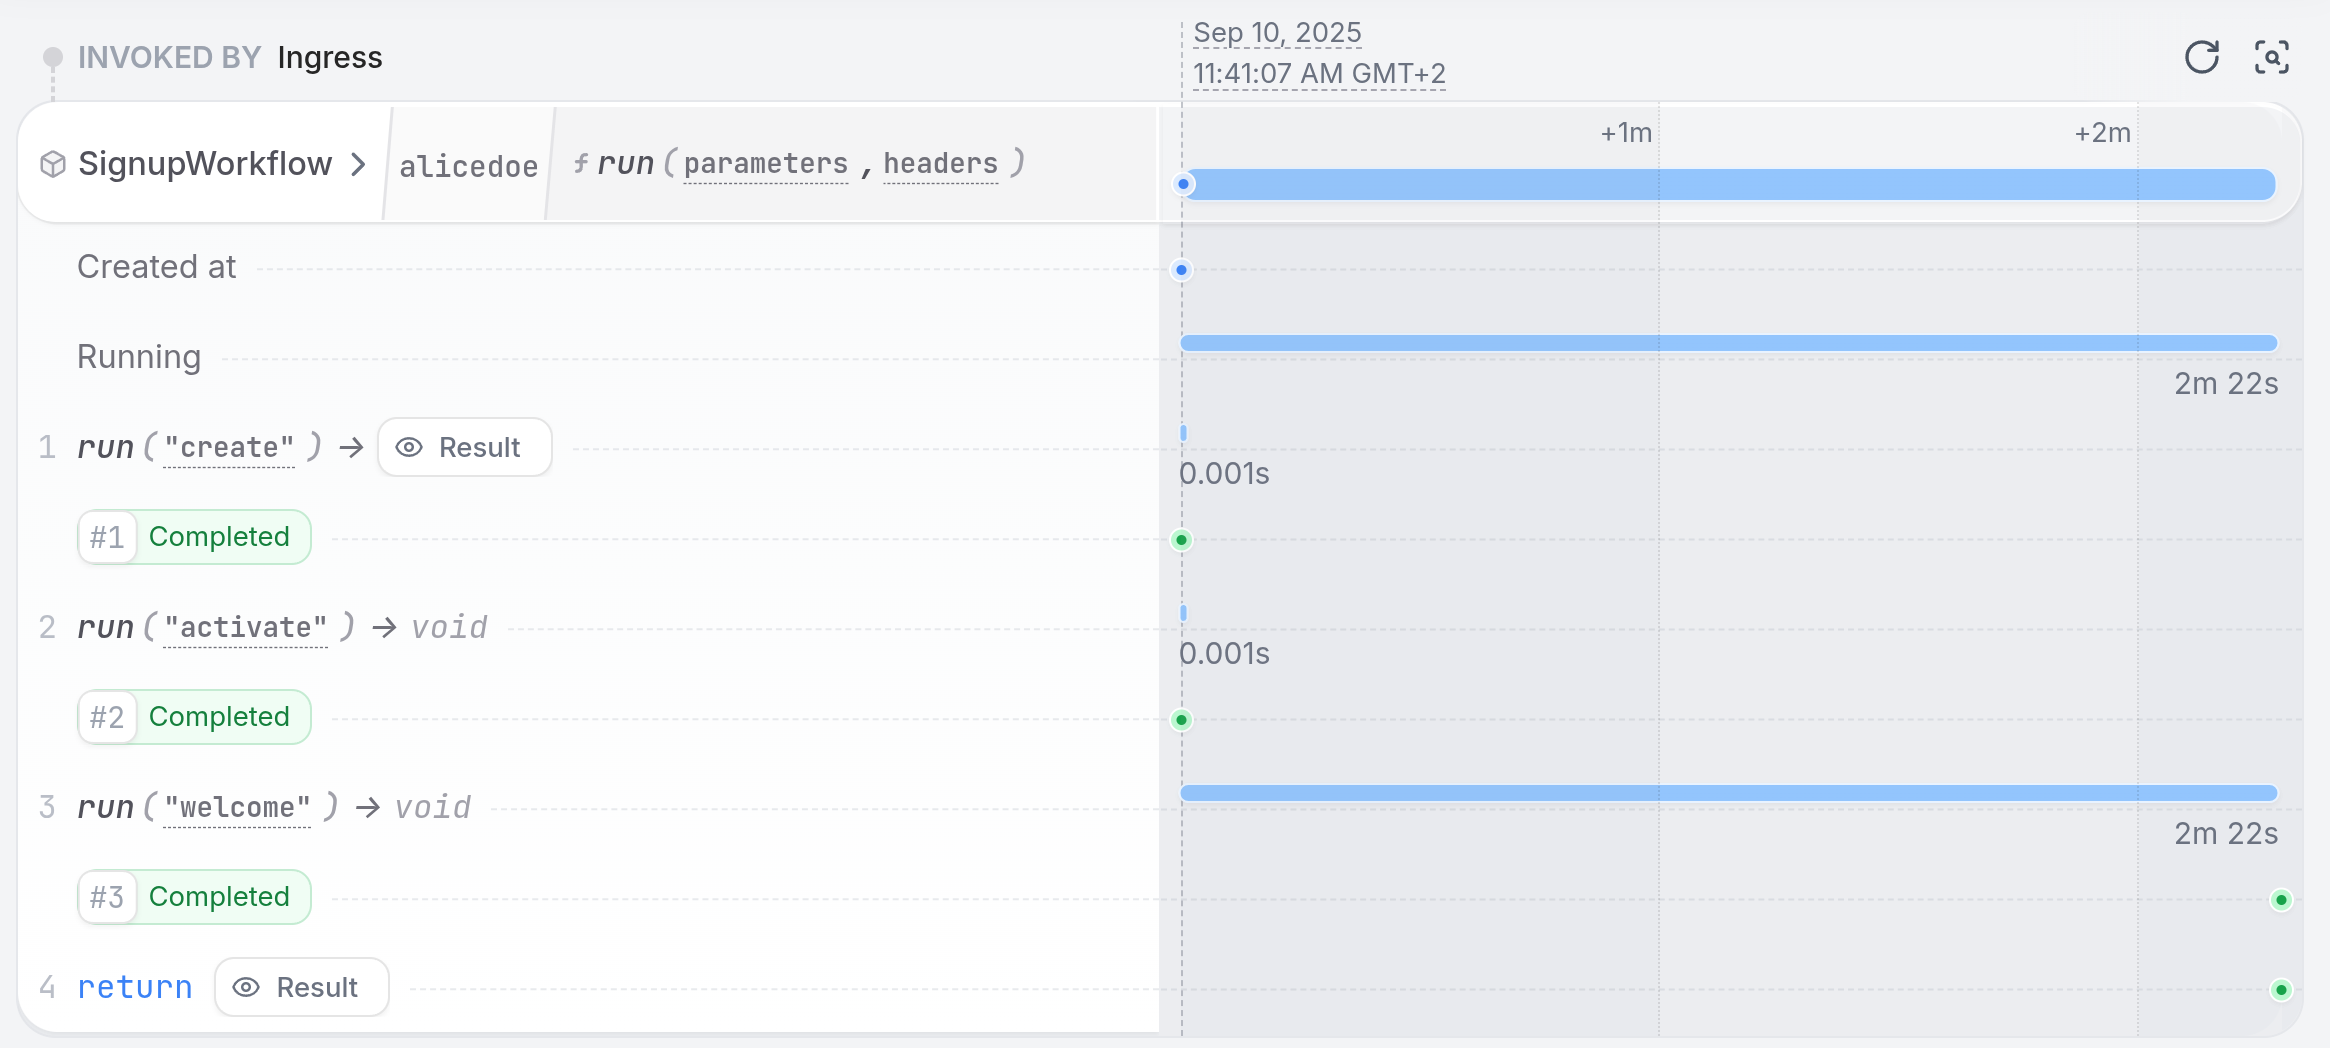 INVOKED BY Ingress
Sep 10, 2025
11:41:07 AM GMT+2
SignupWorkflow > alicedoe ƒ run ( parameters , headers )
+1m +2m
Created at
Running
2m 22s
1 run ( "create" ) → Result
0.001s
#1 Completed
2 run ( "activate" ) → void
0.001s
#2 Completed
3 run ( "welcome" ) → void
2m 22s
#3 Completed
4 return Result